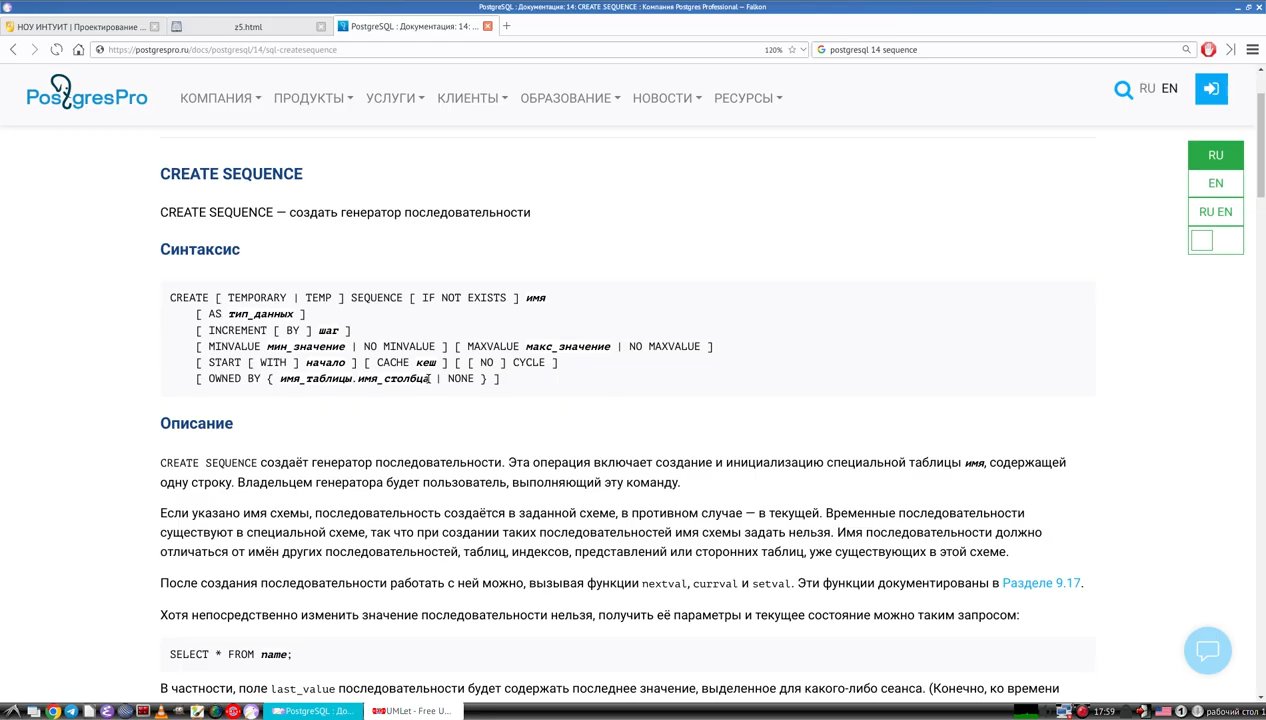 PostgreSQL : Документация: 14: CREATE SEQUENCE : Компания Postgres Professional — Falkon
НОУ ИНТУИТ | Проектирование ...
z5.html
PostgreSQL : Документация: 14: ...
https://postgrespro.ru/docs/postgresql/14/sql-createsequence
120%
postgresql 14 sequence
PostgresPro
КОМПАНИЯ
ПРОДУКТЫ
УСЛУГИ
КЛИЕНТЫ
ОБРАЗОВАНИЕ
НОВОСТИ
РЕСУРСЫ
RU EN
RU
EN
RU EN
CREATE SEQUENCE
CREATE SEQUENCE — создать генератор последовательности
Синтаксис
CREATE [ TEMPORARY | TEMP ] SEQUENCE [ IF NOT EXISTS ] имя
[ AS тип_данных ]
[ INCREMENT [ BY ] шаг ]
[ MINVALUE мин_значение | NO MINVALUE ] [ MAXVALUE макс_значение | NO MAXVALUE ]
[ START [ WITH ] начало ] [ CACHE кеш ] [ [ NO ] CYCLE ]
[ OWNED BY { имя_таблицы.имя_столбца | NONE } ]
Описание
CREATE SEQUENCE создаёт генератор последовательности. Эта операция включает создание и инициализацию специальной таблицы имя, содержащей
одну строку. Владельцем генератора будет пользователь, выполняющий эту команду.
Если указано имя схемы, последовательность создаётся в заданной схеме, в противном случае — в текущей. Временные последовательности
существуют в специальной схеме, так что при создании таких последовательностей имя схемы задать нельзя. Имя последовательности должно
отличаться от имён других последовательностей, таблиц, индексов, представлений или сторонних таблиц, уже существующих в этой схеме.
После создания последовательности работать с ней можно, вызывая функции nextval, currval и setval. Эти функции документированы в Разделе 9.17.
Хотя непосредственно изменить значение последовательности нельзя, получить её параметры и текущее состояние можно таким запросом:
SELECT * FROM name;
В частности, поле last_value последовательности будет содержать последнее значение, выделенное для какого-либо сеанса. (Конечно, ко времени
PostgreSQL : До...
UMLet - Free U...
17:59
рабочий стол 1